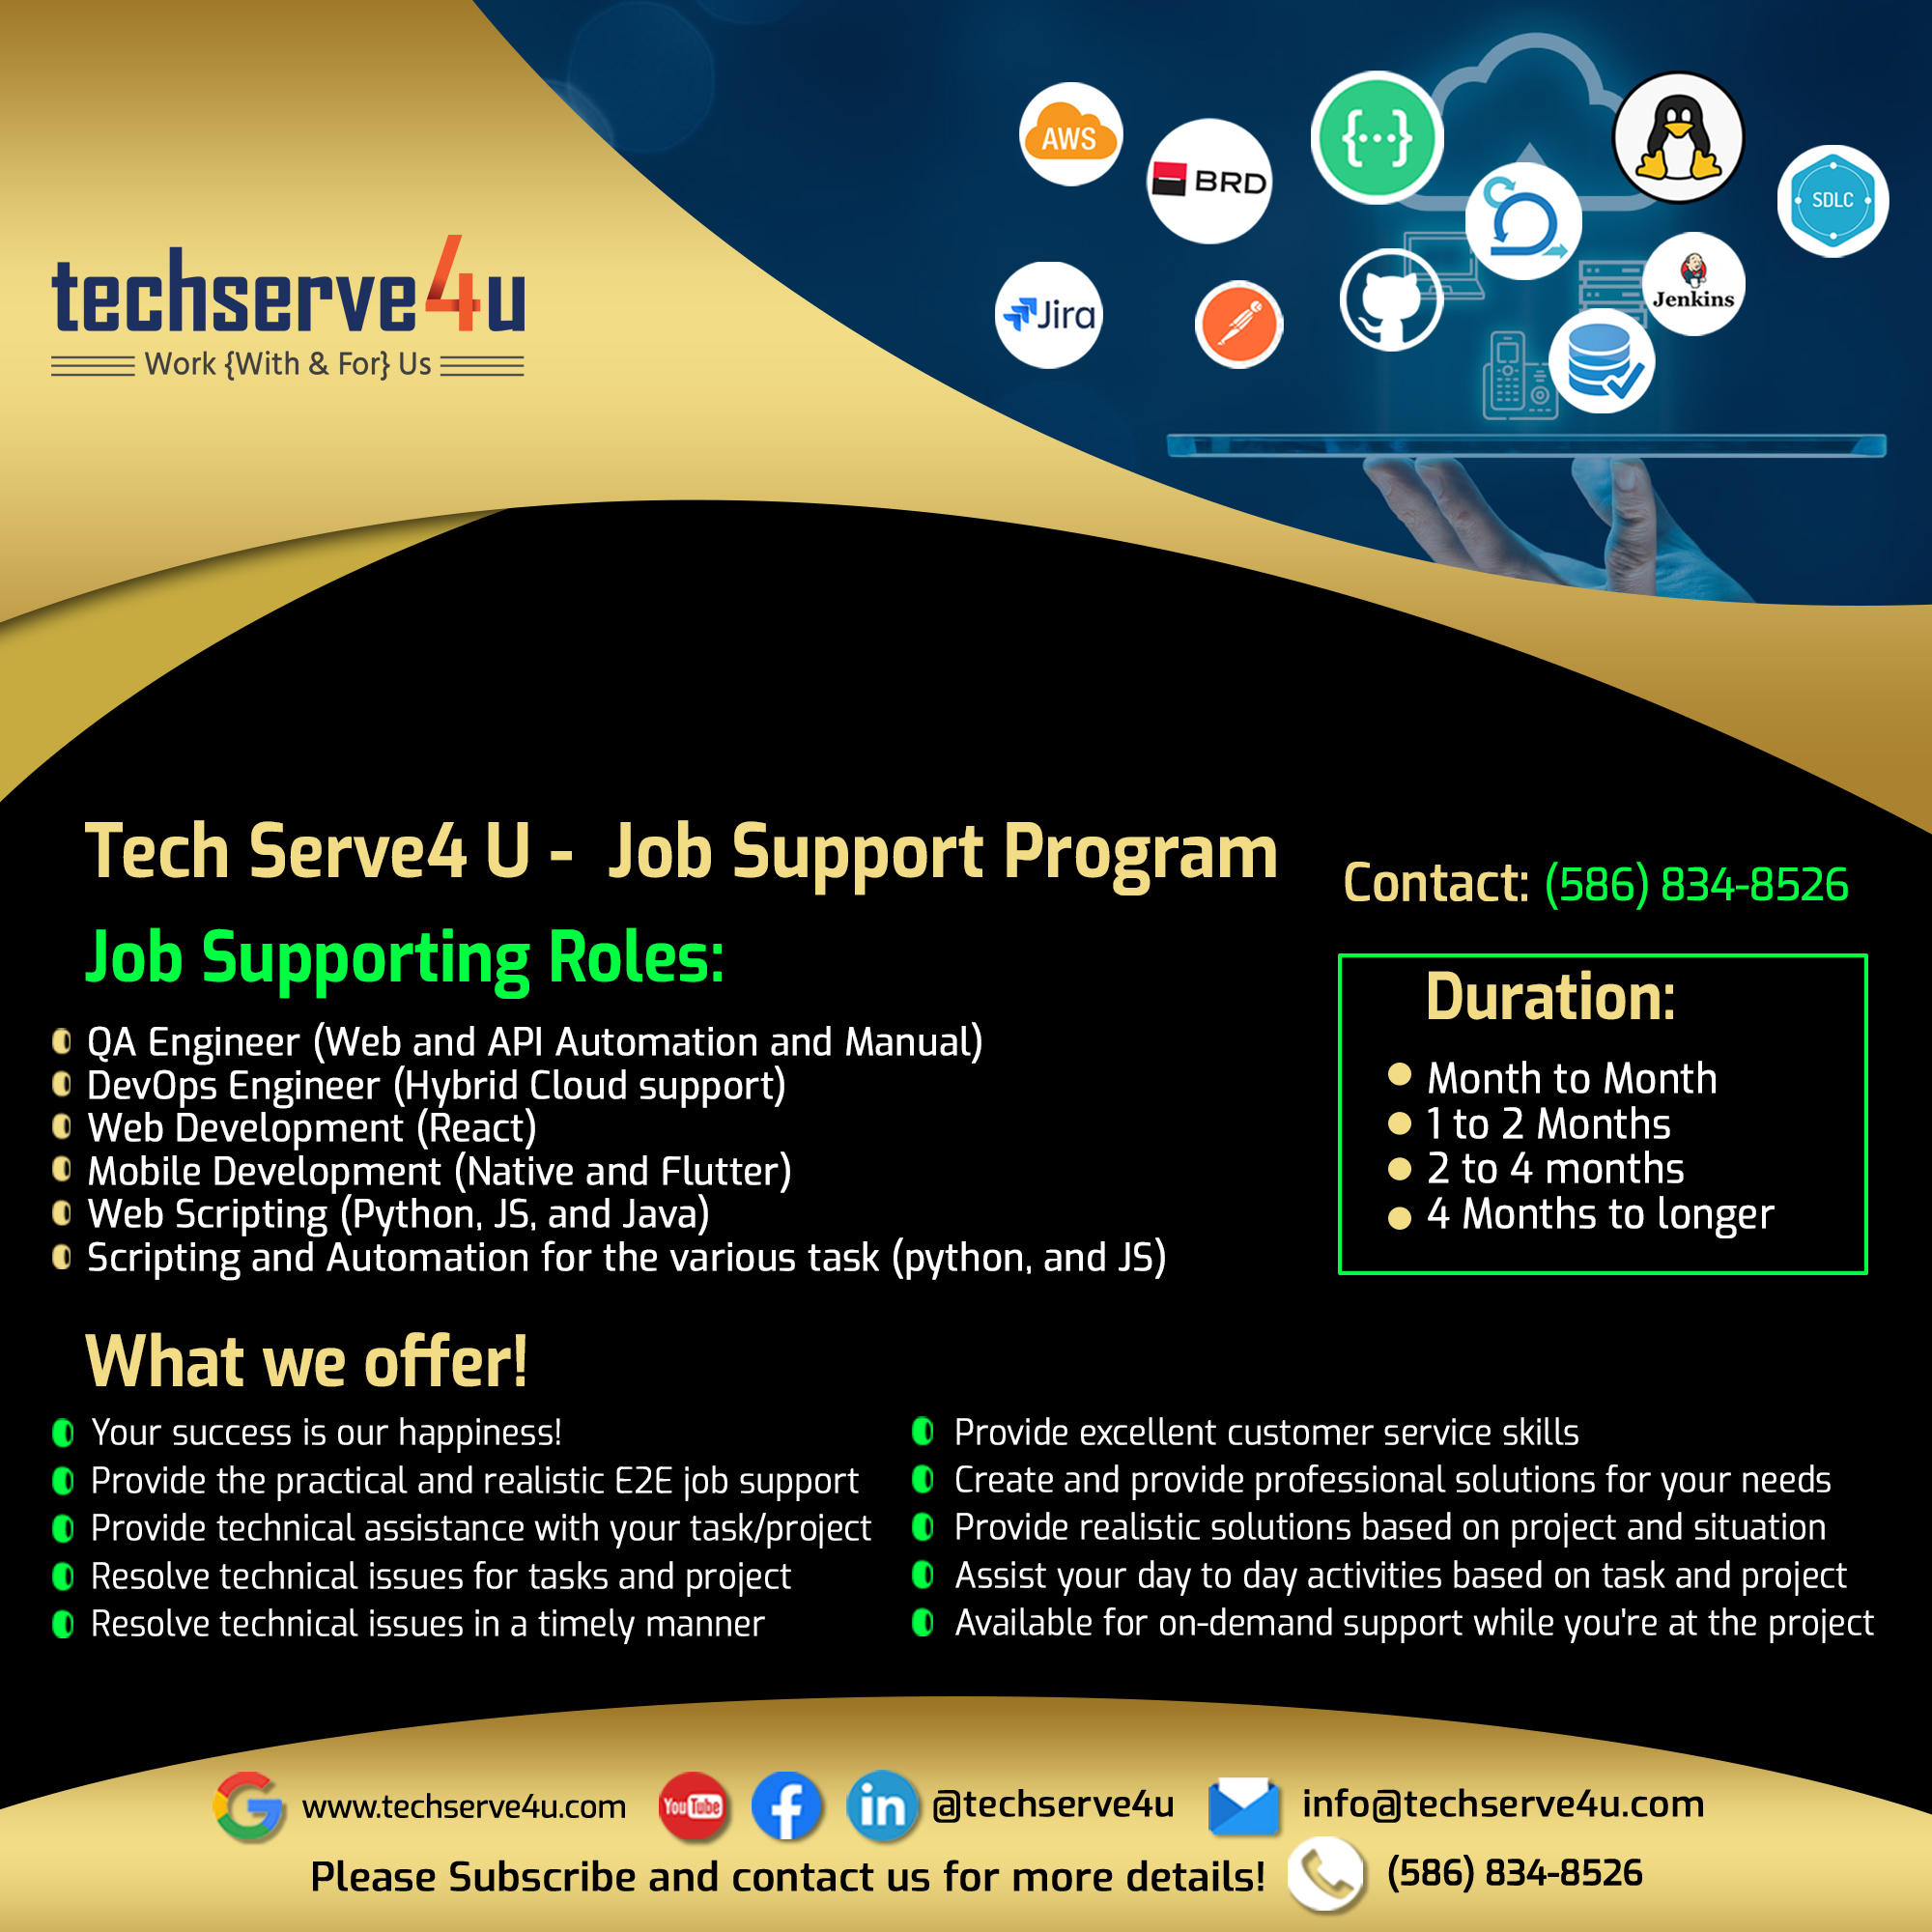 AWS
BRD
{...}
SDLC
Jira
Jenkins
techserve4u
Work {With & For} Us
Tech Serve4 U - Job Support Program
Contact: (586) 834-8526
Job Supporting Roles:
QA Engineer (Web and API Automation and Manual)
DevOps Engineer (Hybrid Cloud support)
Web Development (React)
Mobile Development (Native and Flutter)
Web Scripting (Python, JS, and Java)
Scripting and Automation for the various task (python, and JS)
Duration:
Month to Month
1 to 2 Months
2 to 4 months
4 Months to longer
What we offer!
Your success is our happiness!
Provide the practical and realistic E2E job support
Provide technical assistance with your task/project
Resolve technical issues for tasks and project
Resolve technical issues in a timely manner
Provide excellent customer service skills
Create and provide professional solutions for your needs
Provide realistic solutions based on project and situation
Assist your day to day activities based on task and project
Available for on-demand support while you're at the project
www.techserve4u.com
YouTube
@techserve4u
info@techserve4u.com
Please Subscribe and contact us for more details!
(586) 834-8526